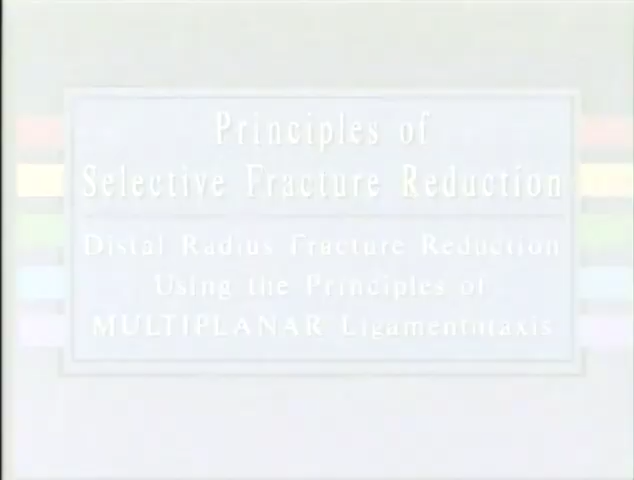 Principles of
Selective Fracture Reduction
Distal Radius Fracture Reduction
Using the Principles of
MULTIPLANAR Ligamentotaxis